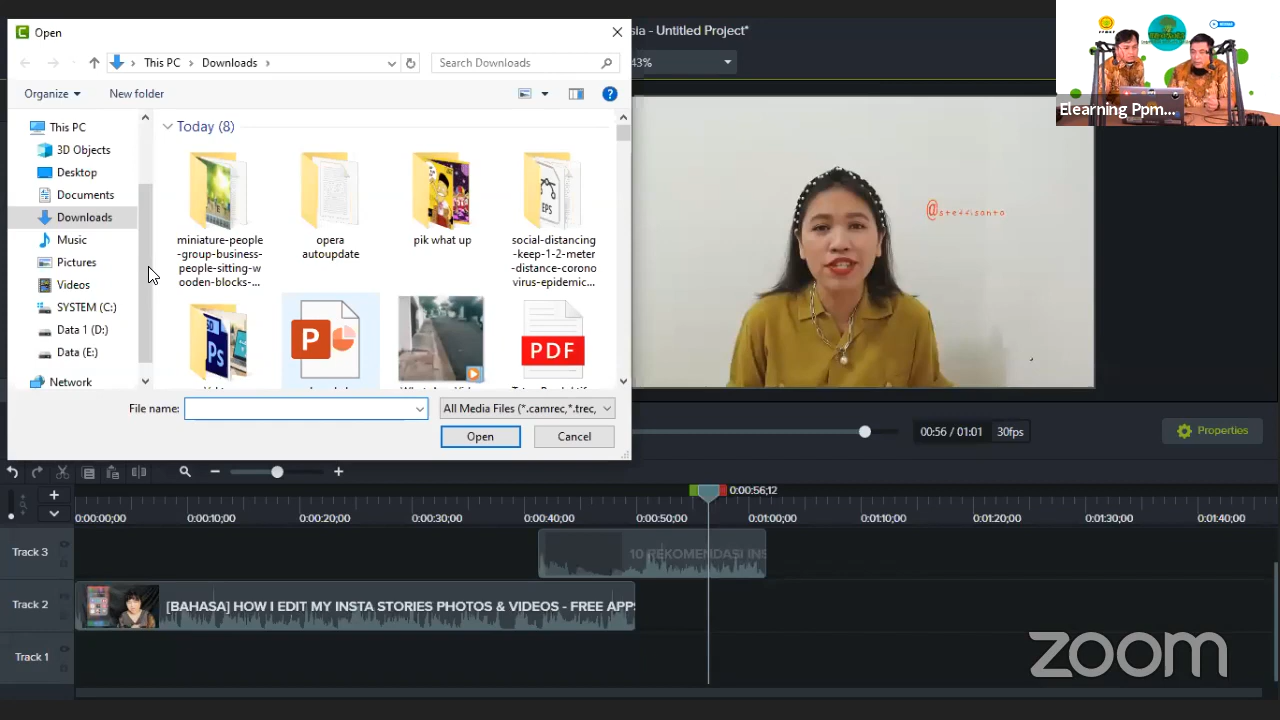 Open
sia - Untitled Project*
This PC
Downloads
Search Downloads
43%
Organize
New folder
Elearning Ppm...
This PC
3D Objects
Desktop
Documents
Downloads
Music
Pictures
Videos
SYSTEM (C:)
Data 1 (D:)
Data (E:)
Network
Today (8)
miniature-people
-group-business-
people-sitting-w
ooden-blocks-...
opera
autoupdate
pik what up
social-distancing
-keep-1-2-meter
-distance-corono
virus-epidemic...
EPS
Ps
P
PDF
@steffisanta
File name:
All Media Files (*.camrec,*.trec,
Open
Cancel
00:56 / 01:01
30fps
Properties
0:00:56;12
0:00:00;00
0:00:10;00
0:00:20;00
0:00:30;00
0:00:40;00
0:00:50;00
0:01:00;00
0:01:10;00
0:01:20;00
0:01:30;00
0:01:40;00
Track 3
10 REKOMENDASI INS
Track 2
[BAHASA] HOW I EDIT MY INSTA STORIES PHOTOS & VIDEOS - FREE APPS
Track 1
zoom